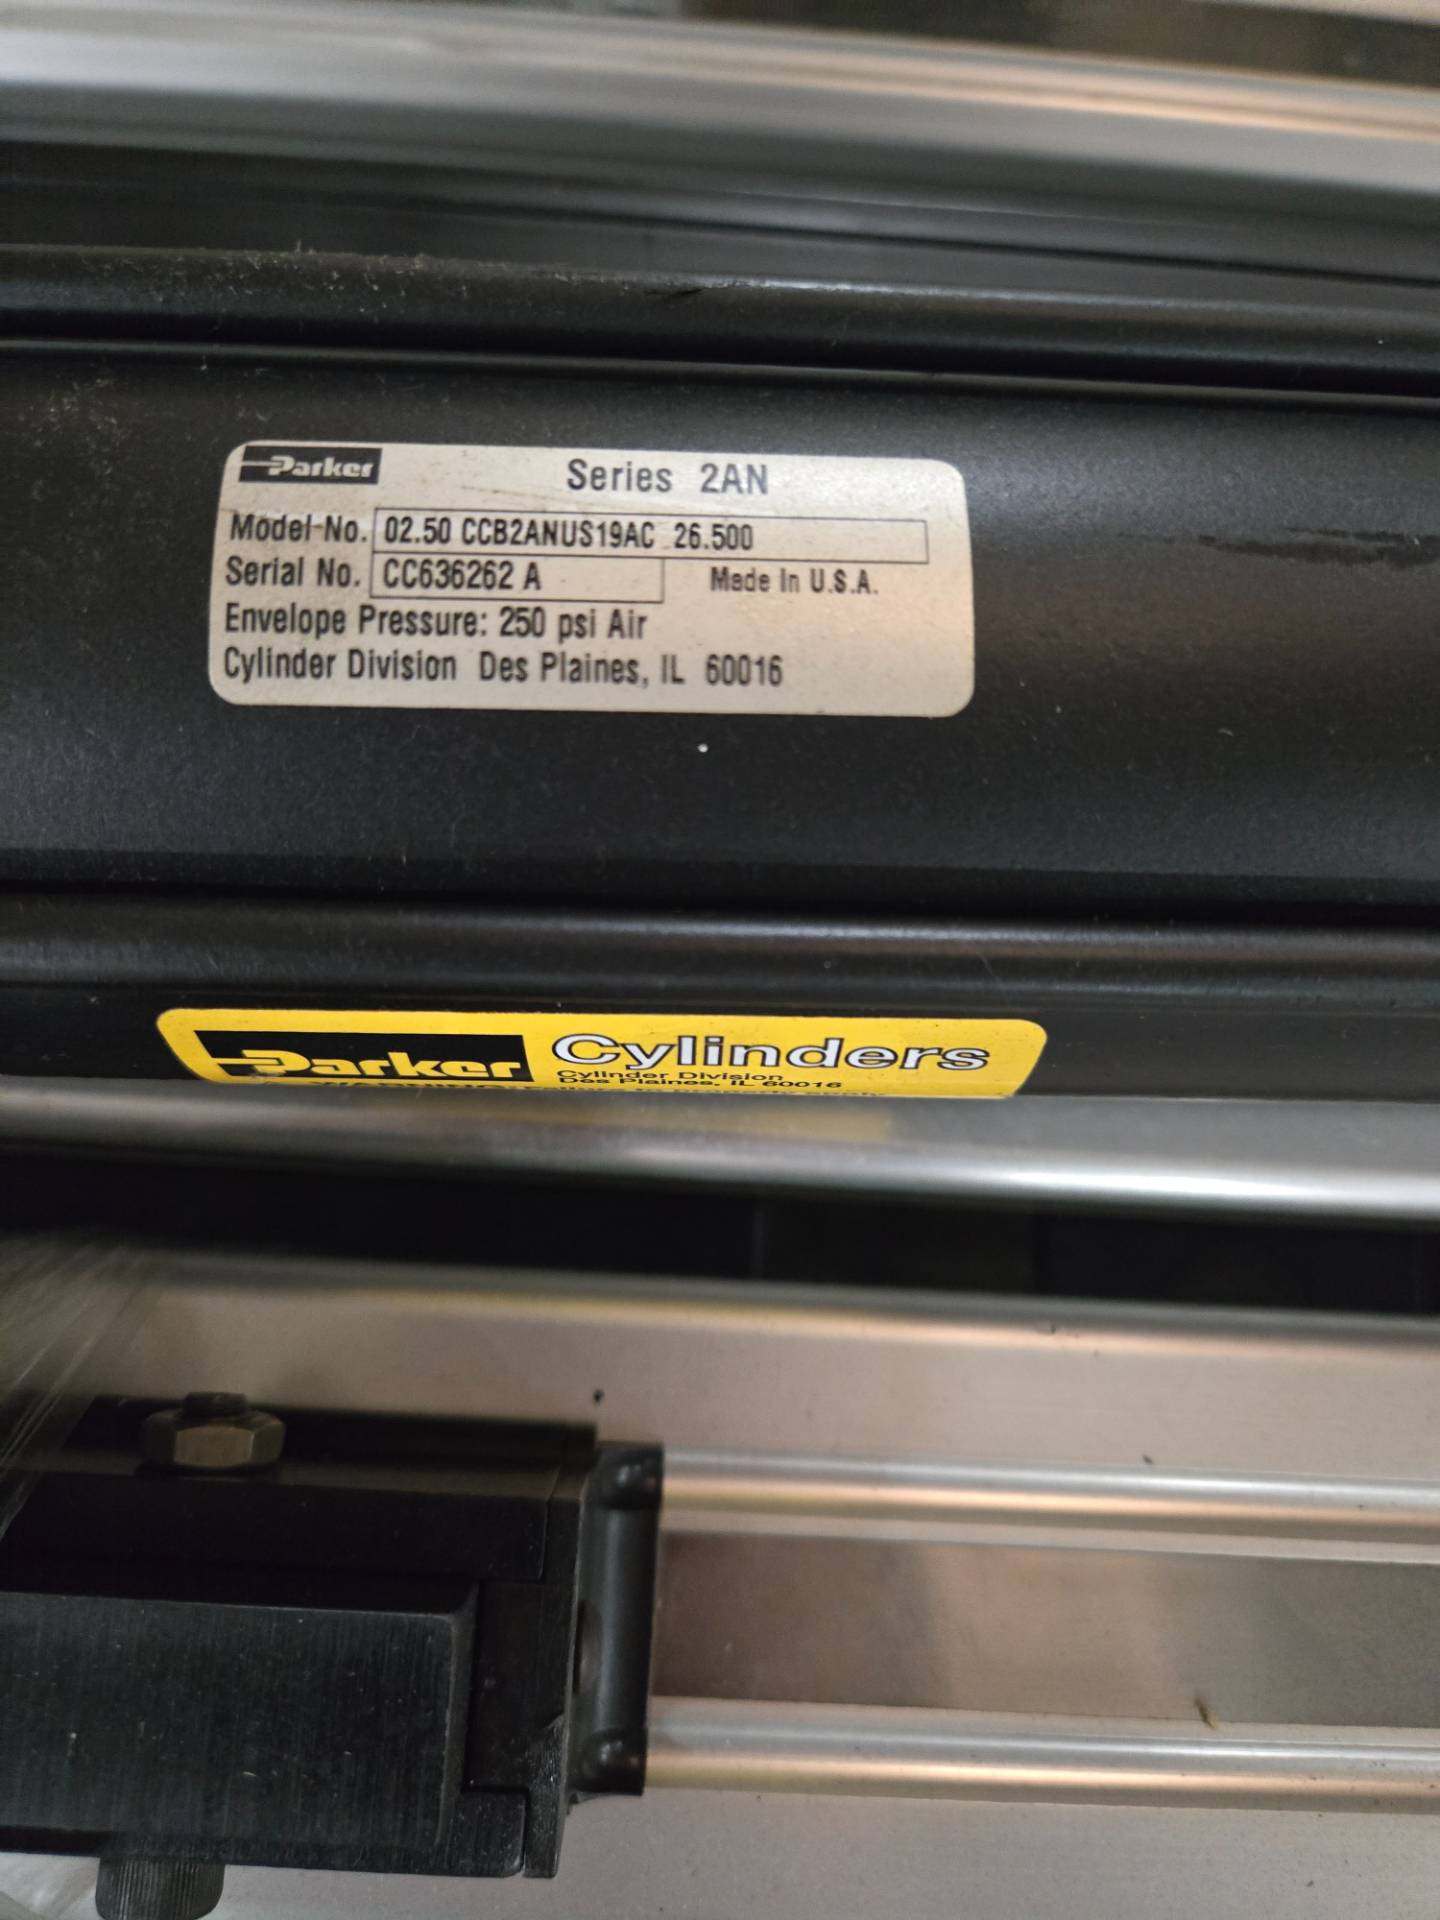 Parker Series 2AN
Model No. 02.50 CCB2ANUS19AC 26.500
Serial No. CC636262 A Made In U.S.A.
Envelope Pressure: 250 psi Air
Cylinder Division Des Plaines, IL 60016
Parker Cylinders
Cylinder Division
Des Plaines, IL 60016